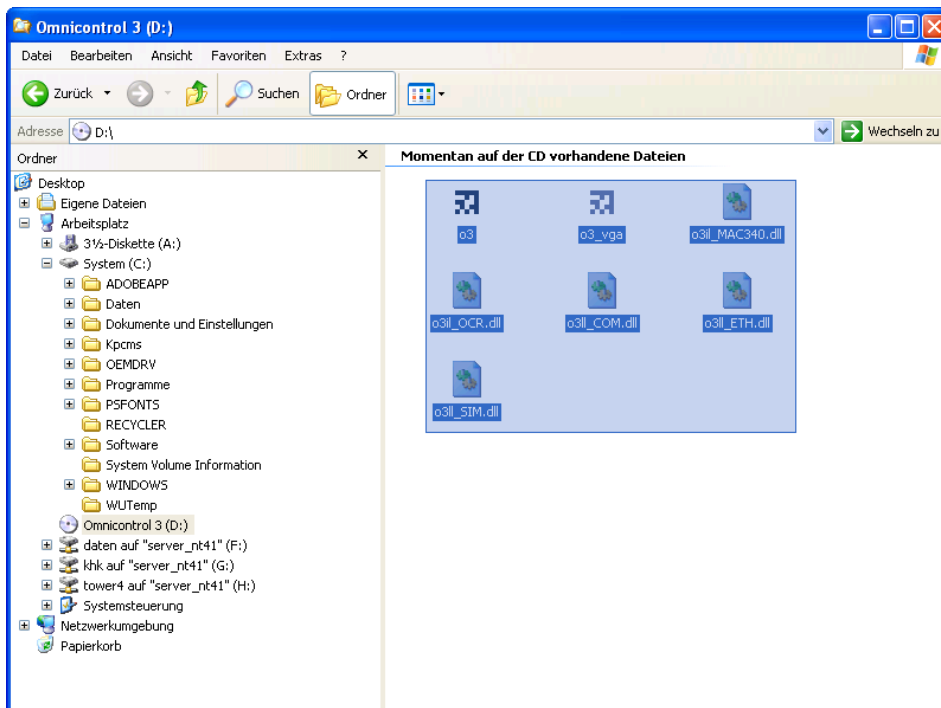 Omnicontrol 3 (D:)
Datei Bearbeiten Ansicht Favoriten Extras ?
Zurück Suchen Ordner
Adresse D:\ Wechseln zu
Ordner
Desktop
Eigene Dateien
Arbeitsplatz
3½-Diskette (A:)
System (C:)
ADOBEAPP
Daten
Dokumente und Einstellungen
Kpcms
OEMDRV
Programme
PSFONTS
RECYCLER
Software
System Volume Information
WINDOWS
WUTemp
Omnicontrol 3 (D:)
daten auf "server_nt41" (F:)
khk auf "server_nt41" (G:)
tower4 auf "server_nt41" (H:)
Systemsteuerung
Netzwerkumgebung
Papierkorb
Momentan auf der CD vorhandene Dateien
o3 o3_vga o3il_MAC340.dll
o3il_OCR.dll o3ll_COM.dll o3ll_ETH.dll
o3ll_SIM.dll